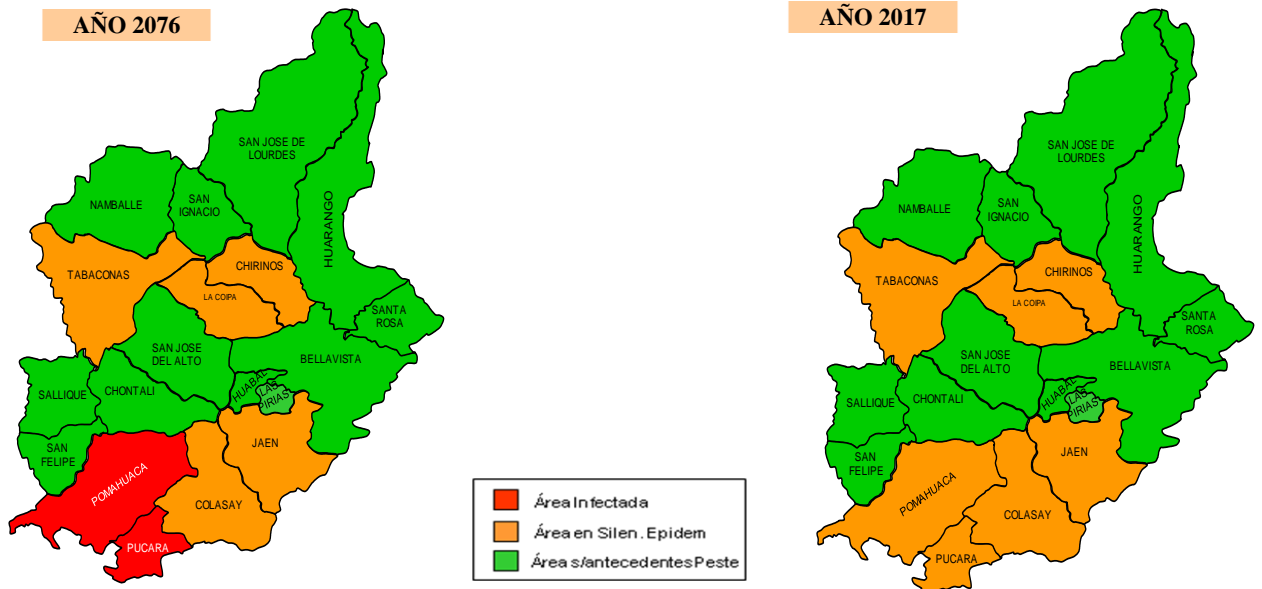 AÑO 2076
SAN JOSE DE
LOURDES
NAMBALLE
SAN
IGNACIO
HUARANGO
TABACONAS
CHIRINOS
LA COIPA
SANTA
ROSA
SAN JOSE
DEL ALTO
BELLAVISTA
SALLIQUE
CHONTALI
HUABAL
LAS
PIRIAS
SAN
FELIPE
JAEN
POMAHUACA
COLASAY
PUCARA
Área Infectada
Área en Silen. Epidem
Área s/antecedentes Peste
AÑO 2017
SAN JOSE DE
LOURDES
NAMBALLE
SAN
IGNACIO
HUARANGO
TABACONAS
CHIRINOS
LA COIPA
SANTA
ROSA
SAN JOSE
DEL ALTO
BELLAVISTA
SALLIQUE
CHONTALI
HUABAL
LAS
PIRIAS
SAN
FELIPE
JAEN
POMAHUACA
COLASAY
PUCARA